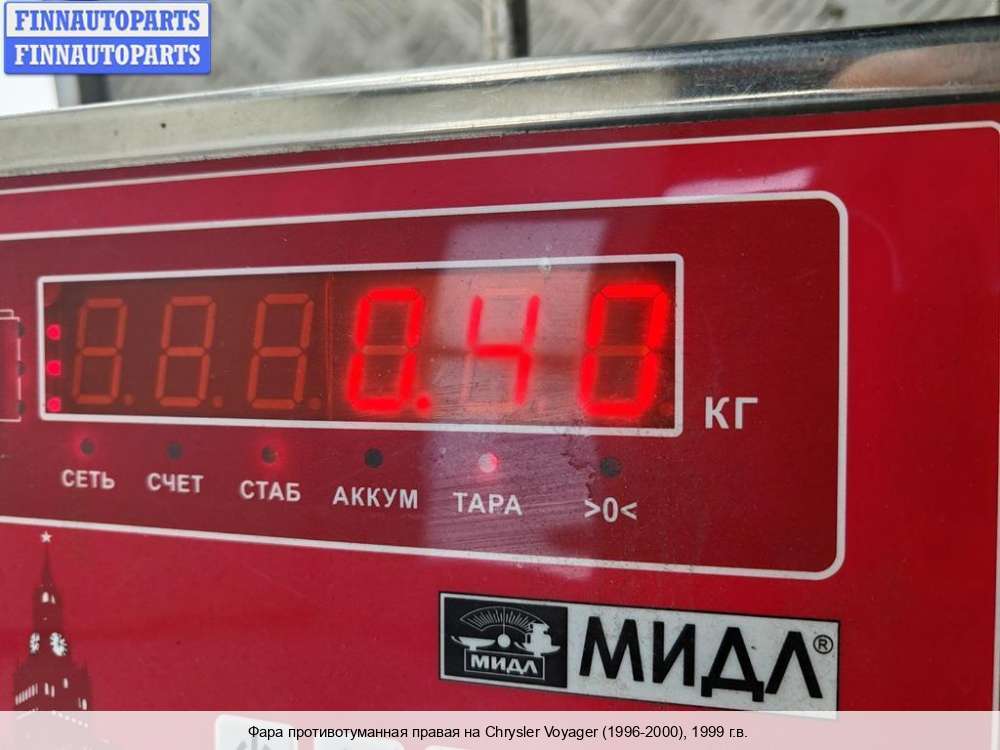 FINNAUTOPARTS
FINNAUTOPARTS
0.40
КГ
СЕТЬ СЧЕТ СТАБ АККУМ ТАРА >0<
МИДЛ МИДЛ®
Фара противотуманная правая на Chrysler Voyager (1996-2000), 1999 г.в.